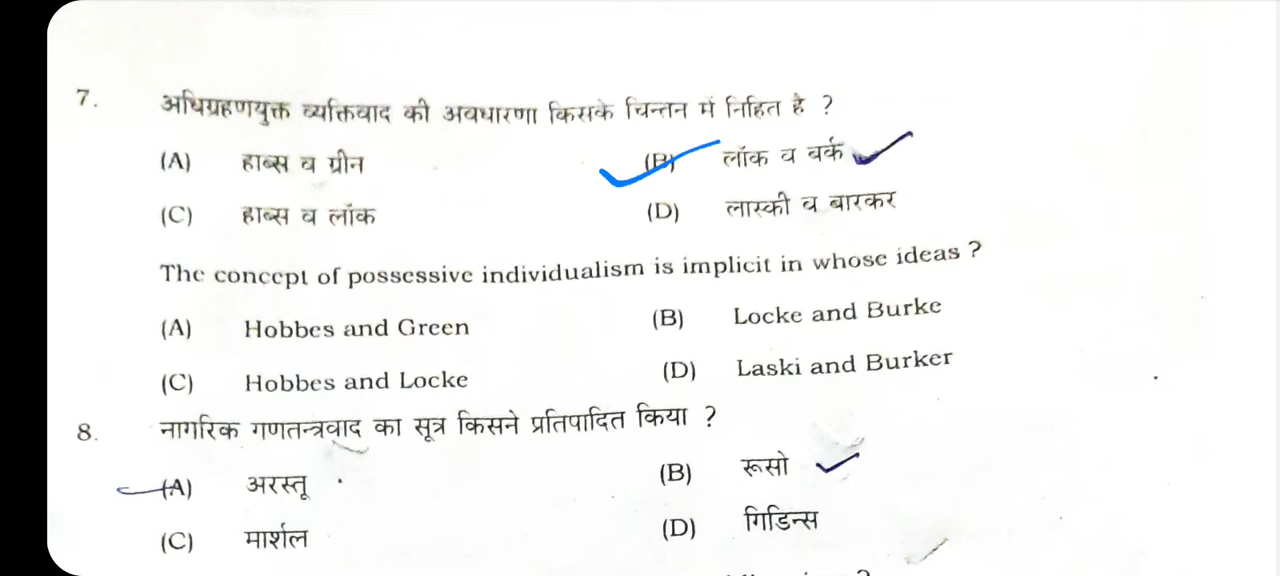 7. अधिग्रहणयुक्त व्यक्तिवाद की अवधारणा किसके चिन्तन में निहित है ?
(A) हाब्स व ग्रीन (B) लॉक व बर्क
(C) हाब्स व लॉक (D) लास्की व बारकर
The concept of possessive individualism is implicit in whose ideas ?
(A) Hobbes and Green (B) Locke and Burke
(C) Hobbes and Locke (D) Laski and Burker
8. नागरिक गणतन्त्रवाद का सूत्र किसने प्रतिपादित किया ?
(A) अरस्तू (B) रूसो
(C) मार्शल (D) गिडिन्स